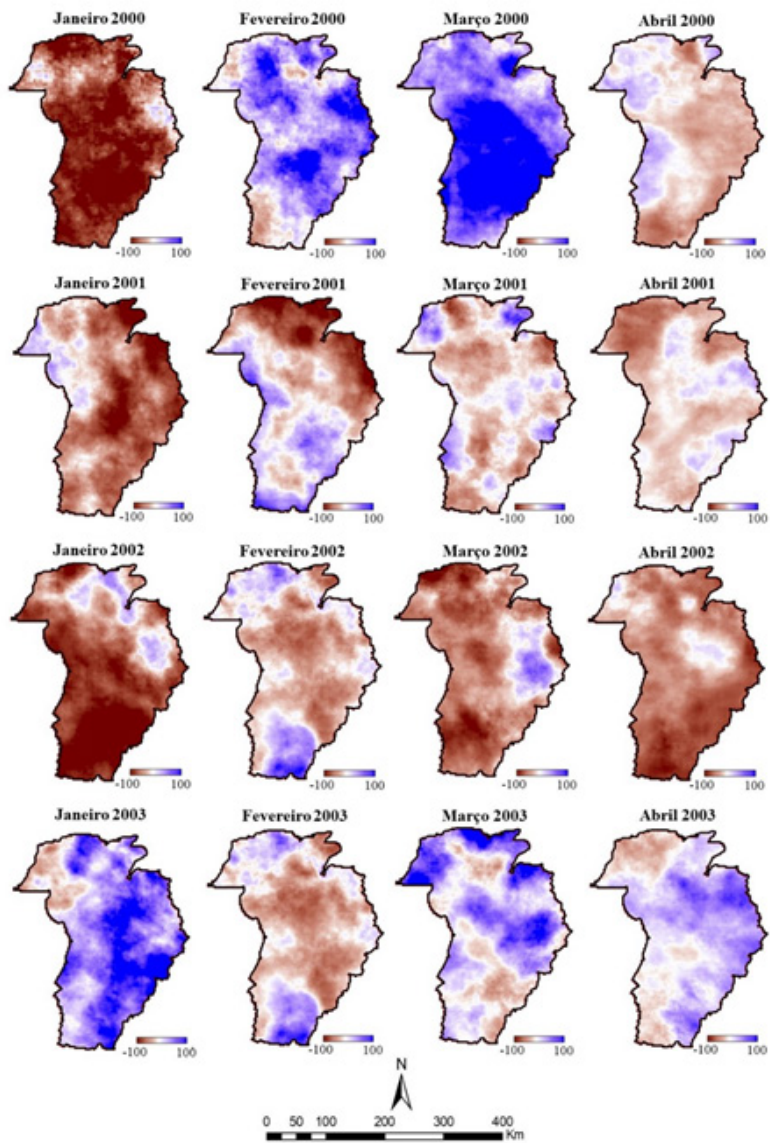 Janeiro 2000 Fevereiro 2000 Março 2000 Abril 2000
-100 100 -100 100 -100 100 -100 100
Janeiro 2001 Fevereiro 2001 Março 2001 Abril 2001
-100 100 -100 100 -100 100 -100 100
Janeiro 2002 Fevereiro 2002 Março 2002 Abril 2002
-100 100 -100 100 -100 100 -100 100
Janeiro 2003 Fevereiro 2003 Março 2003 Abril 2003
-100 100 -100 100 -100 100 -100 100
N
0 50 100 200 300 400
Km